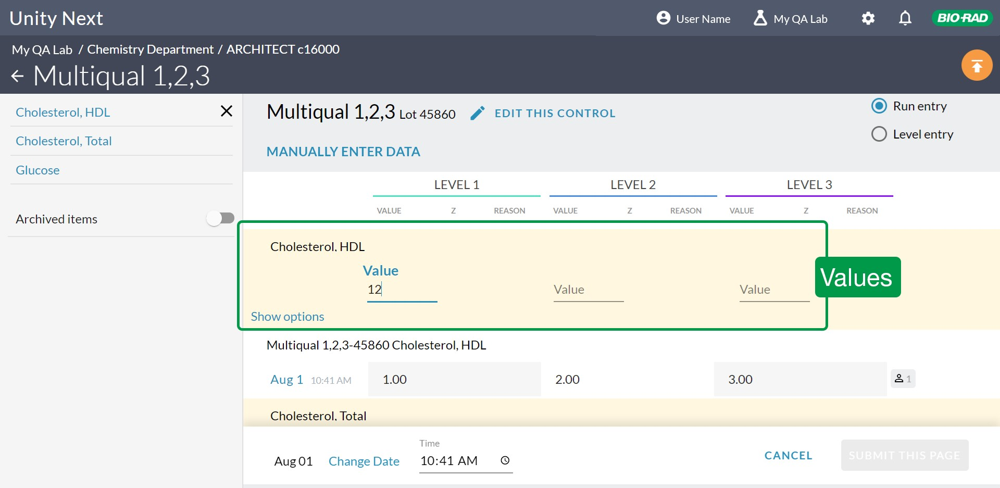 Unity Next
User Name
My QA Lab
BIO-RAD
My QA Lab / Chemistry Department / ARCHITECT c16000
Multiqual 1,2,3
Cholesterol, HDL
Cholesterol, Total
Glucose
Archived items
Multiqual 1,2,3 Lot 45860
EDIT THIS CONTROL
Run entry
Level entry
MANUALLY ENTER DATA
LEVEL 1 LEVEL 2 LEVEL 3
VALUE Z REASON VALUE Z REASON VALUE Z REASON
Cholesterol, HDL
Value
12 Value Value
Values
Show options
Multiqual 1,2,3-45860 Cholesterol, HDL
Aug 1 10:41 AM 1.00 2.00 3.00 1
Cholesterol, Total
Time
Aug 01 Change Date 10:41 AM
CANCEL
SUBMIT THIS PAGE